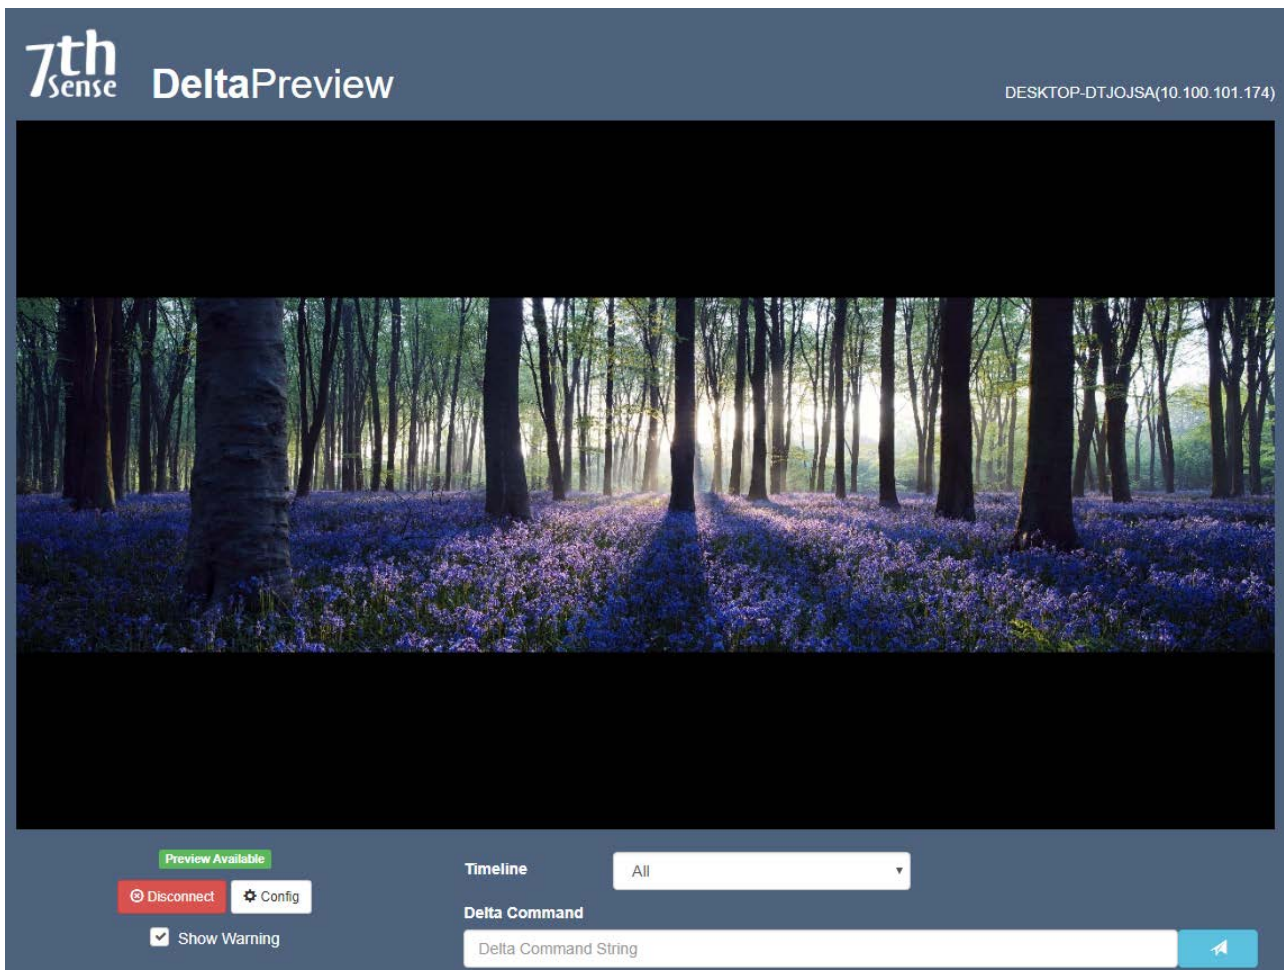 7th
sense
DeltaPreview
DESKTOP-DTJOJSA(10.100.101.174)
Preview Available
Disconnect
Config
Show Warning
Timeline
All
Delta Command
Delta Command String